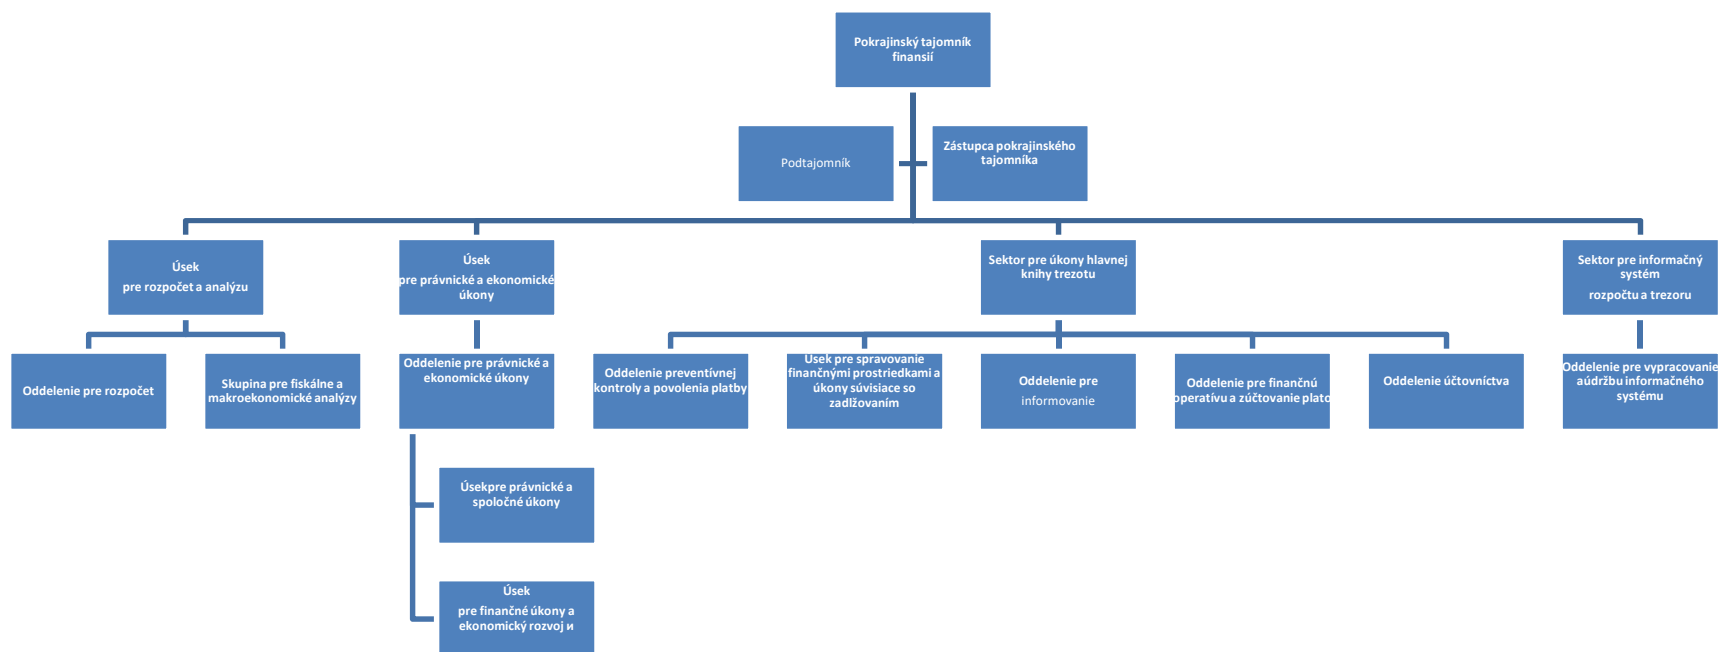 Pokrajinský tajomník
finansií
Podtajomník
Zástupca pokrajinského
tajomníka
Úsek
pre rozpočet a analýzu
Úsek
pre právnické a ekonomické
úkony
Sektor pre úkony hlavnej
knihy trezotu
Sektor pre informačný
systém
rozpočtu a trezoru
Oddelenie pre rozpočet
Skupina pre fiskálne a
makroekonomické analýzy
Oddelenie pre právnické a
ekonomické úkony
Oddelenie preventívnej
kontroly a povolenia platby
Úsek pre spravovanie
finančnými prostriedkami a
úkony súvisiace so
zadlžovaním
Oddelenie pre
informovanie
Oddelenie pre finančnú
operatívu a zúčtovanie plato
Oddelenie účtovníctva
Oddelenie pre vypracovanie
aúdržbu informačného
systému
Úsekpre právnické a
spoločné úkony
Úsek
pre finančné úkony a
ekonomický rozvoj и